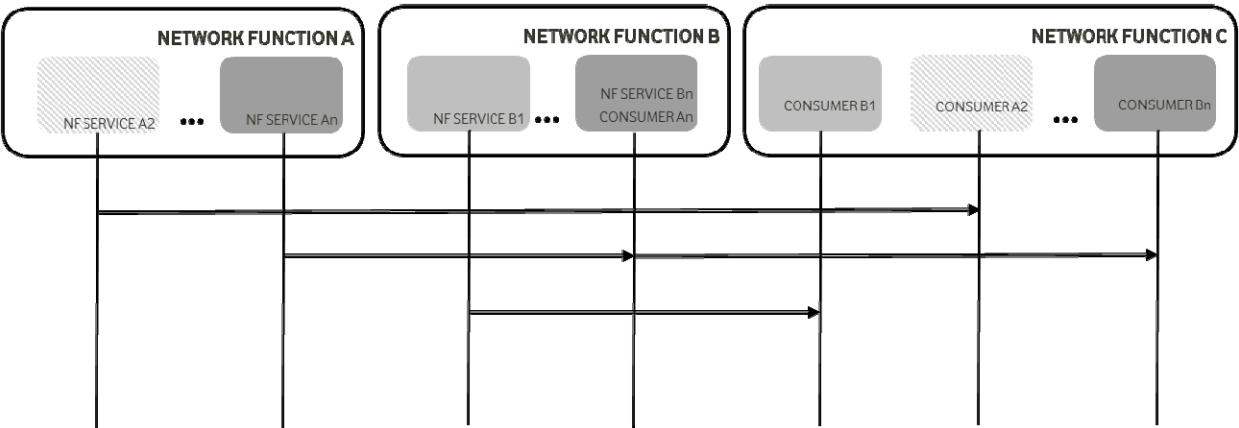 NETWORK FUNCTION A
NF SERVICE A2
•••
NF SERVICE An
NETWORK FUNCTION B
NF SERVICE B1
•••
NF SERVICE Bn
CONSUMER An
NETWORK FUNCTION C
CONSUMER B1
CONSUMER A2
•••
CONSUMER Bn